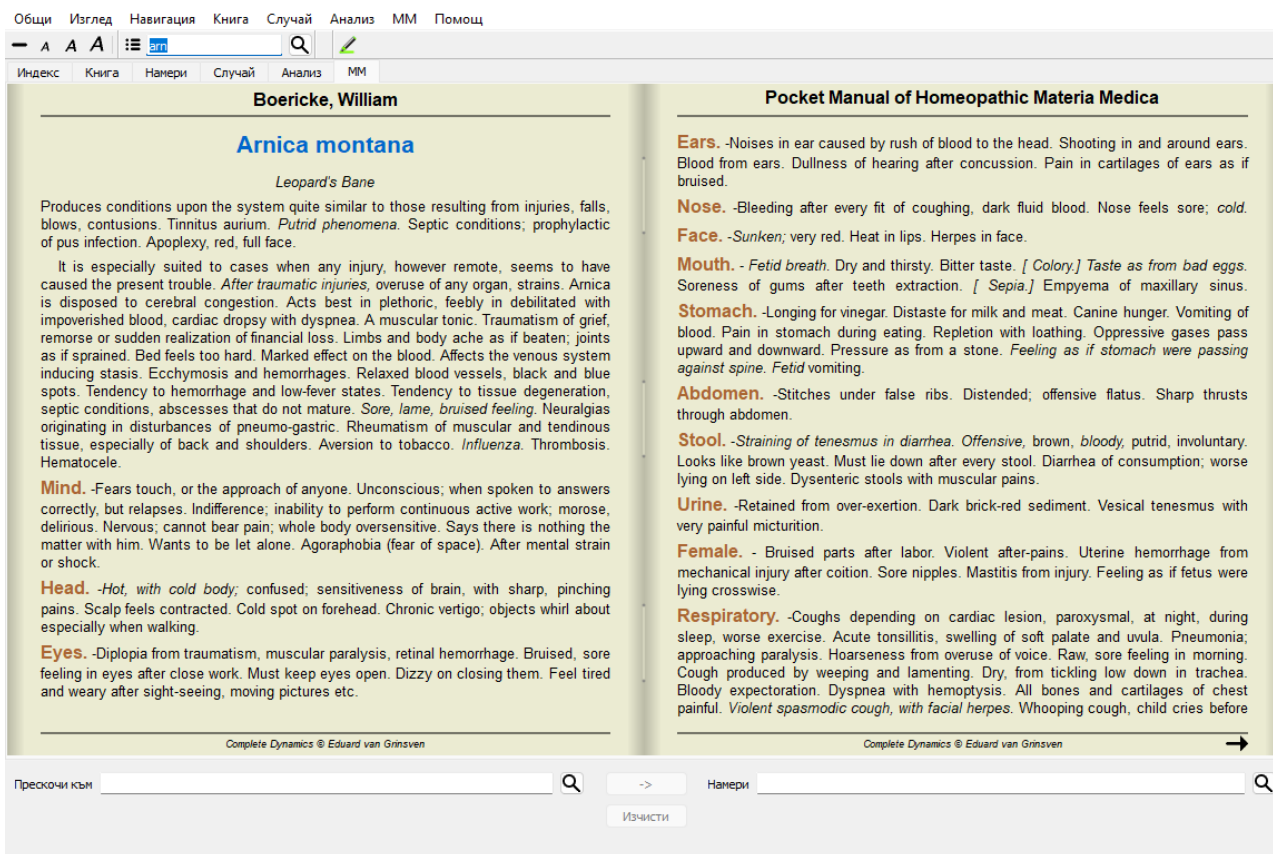 Общи Изглед Навигация Книга Случай Анализ ММ Помощ
A A A arn
Индекс Книга Намери Случай Анализ ММ
Boericke, William
Arnica montana
Leopard's Bane
Produces conditions upon the system quite similar to those resulting from injuries, falls,
blows, contusions. Tinnitus aurium. Putrid phenomena. Septic conditions; prophylactic
of pus infection. Apoplexy, red, full face.
It is especially suited to cases when any injury, however remote, seems to have
caused the present trouble. After traumatic injuries, overuse of any organ, strains. Arnica
is disposed to cerebral congestion. Acts best in plethoric, feebly in debilitated with
impoverished blood, cardiac dropsy with dyspnea. A muscular tonic. Traumatism of grief,
remorse or sudden realization of financial loss. Limbs and body ache as if beaten; joints
as if sprained. Bed feels too hard. Marked effect on the blood. Affects the venous system
inducing stasis. Ecchymosis and hemorrhages. Relaxed blood vessels, black and blue
spots. Tendency to hemorrhage and low-fever states. Tendency to tissue degeneration,
septic conditions, abscesses that do not mature. Sore, lame, bruised feeling. Neuralgias
originating in disturbances of pneumo-gastric. Rheumatism of muscular and tendinous
tissue, especially of back and shoulders. Aversion to tobacco. Influenza. Thrombosis.
Hematocele.
Mind. -Fears touch, or the approach of anyone. Unconscious; when spoken to answers
correctly, but relapses. Indifference; inability to perform continuous active work; morose,
delirious. Nervous; cannot bear pain; whole body oversensitive. Says there is nothing the
matter with him. Wants to be let alone. Agoraphobia (fear of space). After mental strain
or shock.
Head. -Hot, with cold body; confused; sensitiveness of brain, with sharp, pinching
pains. Scalp feels contracted. Cold spot on forehead. Chronic vertigo; objects whirl about
especially when walking.
Eyes. -Diplopia from traumatism, muscular paralysis, retinal hemorrhage. Bruised, sore
feeling in eyes after close work. Must keep eyes open. Dizzy on closing them. Feel tired
and weary after sight-seeing, moving pictures etc.
Complete Dynamics © Eduard van Grinsven
Pocket Manual of Homeopathic Materia Medica
Ears. -Noises in ear caused by rush of blood to the head. Shooting in and around ears.
Blood from ears. Dullness of hearing after concussion. Pain in cartilages of ears as if
bruised.
Nose. -Bleeding after every fit of coughing, dark fluid blood. Nose feels sore; cold.
Face. -Sunken; very red. Heat in lips. Herpes in face.
Mouth. - Fetid breath. Dry and thirsty. Bitter taste. [ Colory.] Taste as from bad eggs.
Soreness of gums after teeth extraction. [ Sepia.] Empyema of maxillary sinus.
Stomach. -Longing for vinegar. Distaste for milk and meat. Canine hunger. Vomiting of
blood. Pain in stomach during eating. Repletion with loathing. Oppressive gases pass
upward and downward. Pressure as from a stone. Feeling as if stomach were passing
against spine. Fetid vomiting.
Abdomen. -Stitches under false ribs. Distended; offensive flatus. Sharp thrusts
through abdomen.
Stool. -Straining of tenesmus in diarrhea. Offensive, brown, bloody, putrid, involuntary.
Looks like brown yeast. Must lie down after every stool. Diarrhea of consumption; worse
lying on left side. Dysenteric stools with muscular pains.
Urine. -Retained from over-exertion. Dark brick-red sediment. Vesical tenesmus with
very painful micturition.
Female. - Bruised parts after labor. Violent after-pains. Uterine hemorrhage from
mechanical injury after coition. Sore nipples. Mastitis from injury. Feeling as if fetus were
lying crosswise.
Respiratory. -Coughs depending on cardiac lesion, paroxysmal, at night, during
sleep, worse exercise. Acute tonsillitis, swelling of soft palate and uvula. Pneumonia;
approaching paralysis. Hoarseness from overuse of voice. Raw, sore feeling in morning.
Cough produced by weeping and lamenting. Dry, from tickling low down in trachea.
Bloody expectoration. Dyspnea with hemoptysis. All bones and cartilages of chest
painful. Violent spasmodic cough, with facial herpes. Whooping cough, child cries before
Complete Dynamics © Eduard van Grinsven
Прескочи към -> Намери
Изчисти